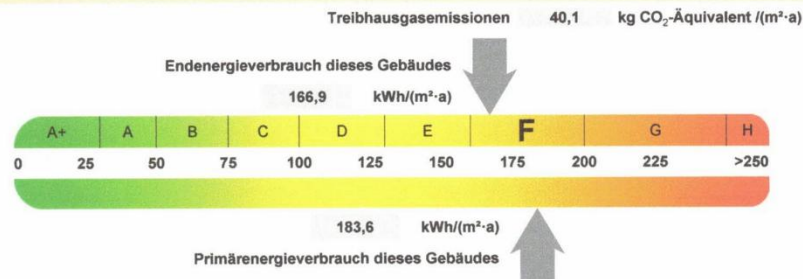 Treibhausgasemissionen 40,1 kg CO₂-Äquivalent /(m²·a)
Endenergieverbrauch dieses Gebäudes
166,9 kWh/(m²·a)
A+ A B C D E F G H
0 25 50 75 100 125 150 175 200 225 >250
183,6 kWh/(m²·a)
Primärenergieverbrauch dieses Gebäudes